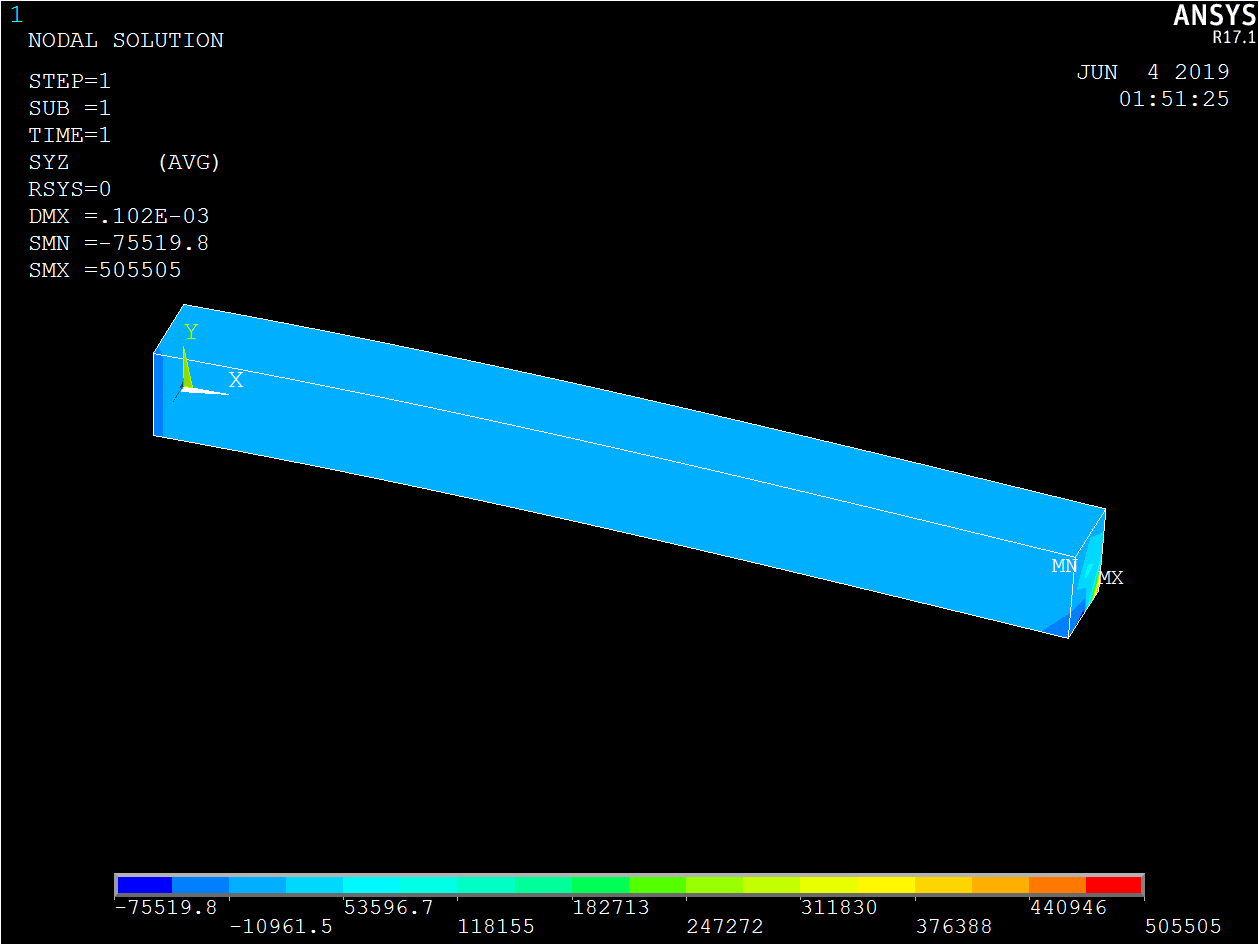 1
ANSYS
R17.1
NODAL SOLUTION
JUN 4 2019
01:51:25
STEP=1
SUB =1
TIME=1
SYZ (AVG)
RSYS=0
DMX =.102E-03
SMN =-75519.8
SMX =505505
Y
X
MN
MX
-75519.8 53596.7 182713 311830 440946
-10961.5 118155 247272 376388 505505